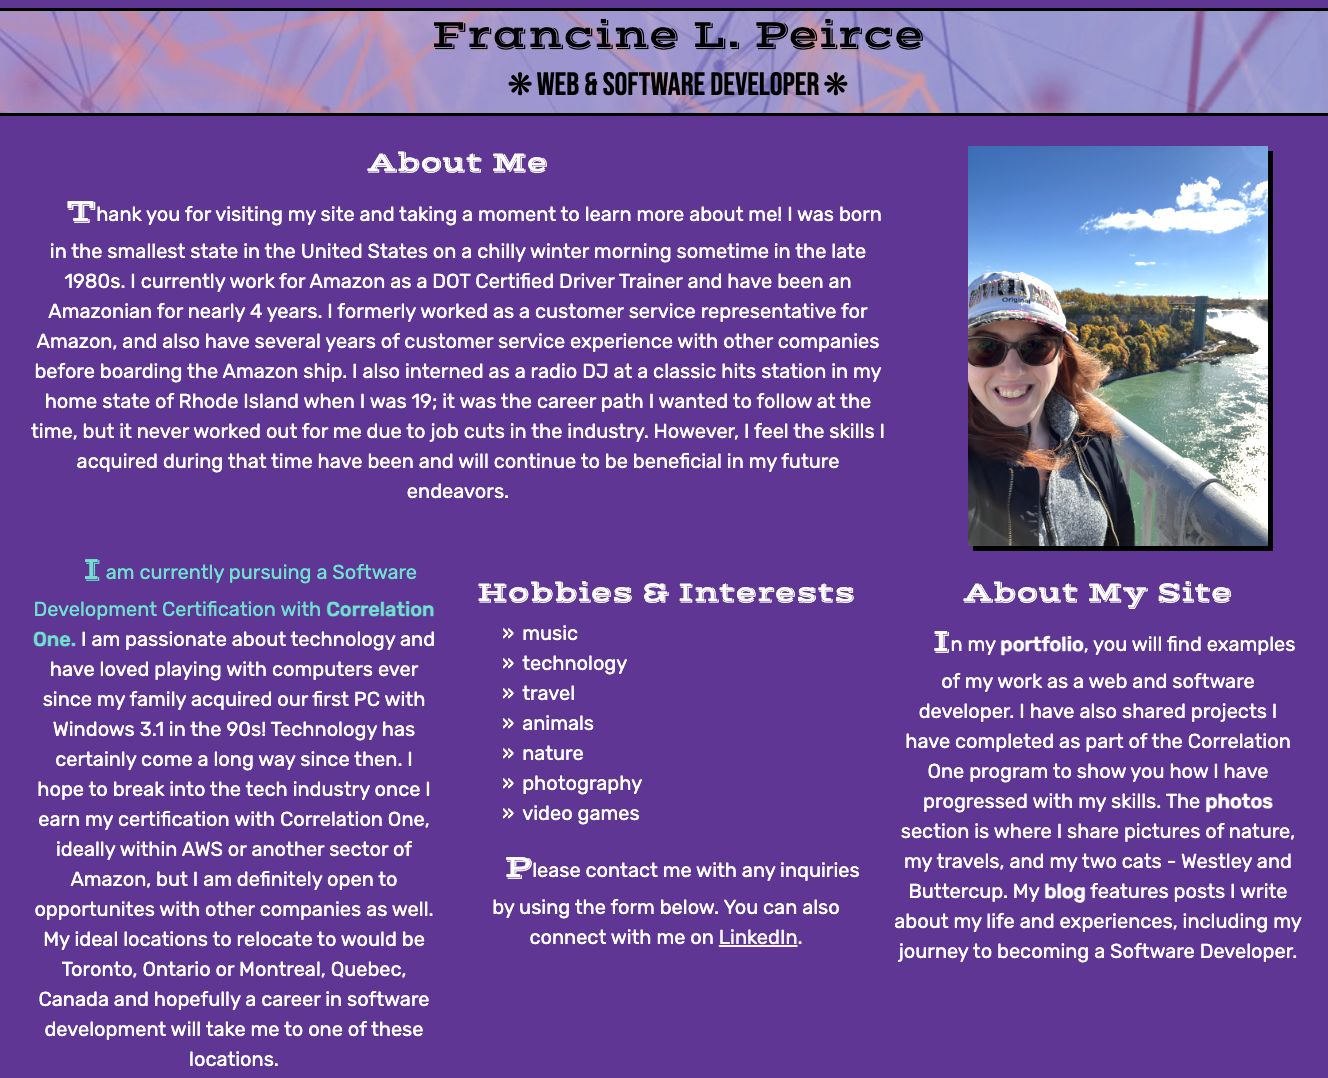 Francine L. Peirce
WEB & SOFTWARE DEVELOPER
About Me
Thank you for visiting my site and taking a moment to learn more about me! I was born
in the smallest state in the United States on a chilly winter morning sometime in the late
1980s. I currently work for Amazon as a DOT Certified Driver Trainer and have been an
Amazonian for nearly 4 years. I formerly worked as a customer service representative for
Amazon, and also have several years of customer service experience with other companies
before boarding the Amazon ship. I also interned as a radio DJ at a classic hits station in my
home state of Rhode Island when I was 19; it was the career path I wanted to follow at the
time, but it never worked out for me due to job cuts in the industry. However, I feel the skills I
acquired during that time have been and will continue to be beneficial in my future
endeavors.
Original
I am currently pursuing a Software
Development Certification with Correlation
One. I am passionate about technology and
have loved playing with computers ever
since my family acquired our first PC with
Windows 3.1 in the 90s! Technology has
certainly come a long way since then. I
hope to break into the tech industry once I
earn my certification with Correlation One,
ideally within AWS or another sector of
Amazon, but I am definitely open to
opportunites with other companies as well.
My ideal locations to relocate to would be
Toronto, Ontario or Montreal, Quebec,
Canada and hopefully a career in software
development will take me to one of these
locations.
Hobbies & Interests
» music
» technology
» travel
» animals
» nature
» photography
» video games
Please contact me with any inquiries
by using the form below. You can also
connect with me on LinkedIn.
About My Site
In my portfolio, you will find examples
of my work as a web and software
developer. I have also shared projects I
have completed as part of the Correlation
One program to show you how I have
progressed with my skills. The photos
section is where I share pictures of nature,
my travels, and my two cats - Westley and
Buttercup. My blog features posts I write
about my life and experiences, including my
journey to becoming a Software Developer.